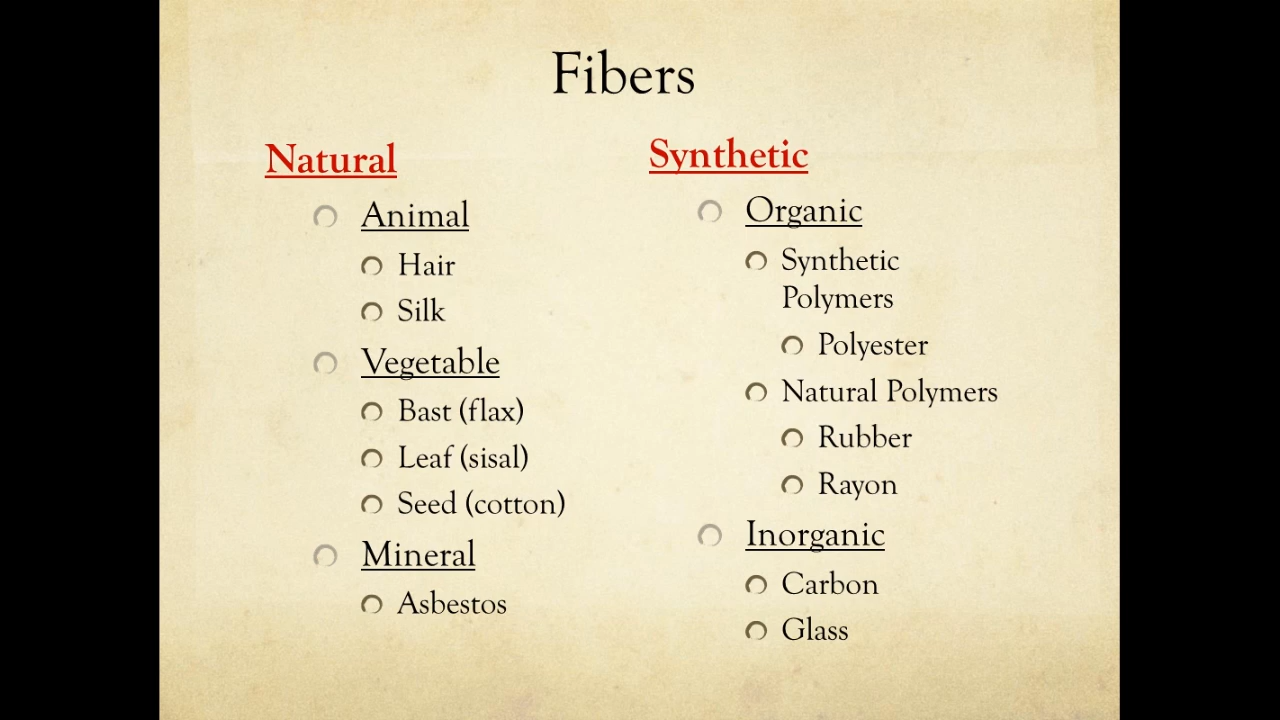 Fibers
Natural
Animal
Hair
Silk
Vegetable
Bast (flax)
Leaf (sisal)
Seed (cotton)
Mineral
Asbestos
Synthetic
Organic
Synthetic
Polymers
Polyester
Natural Polymers
Rubber
Rayon
Inorganic
Carbon
Glass